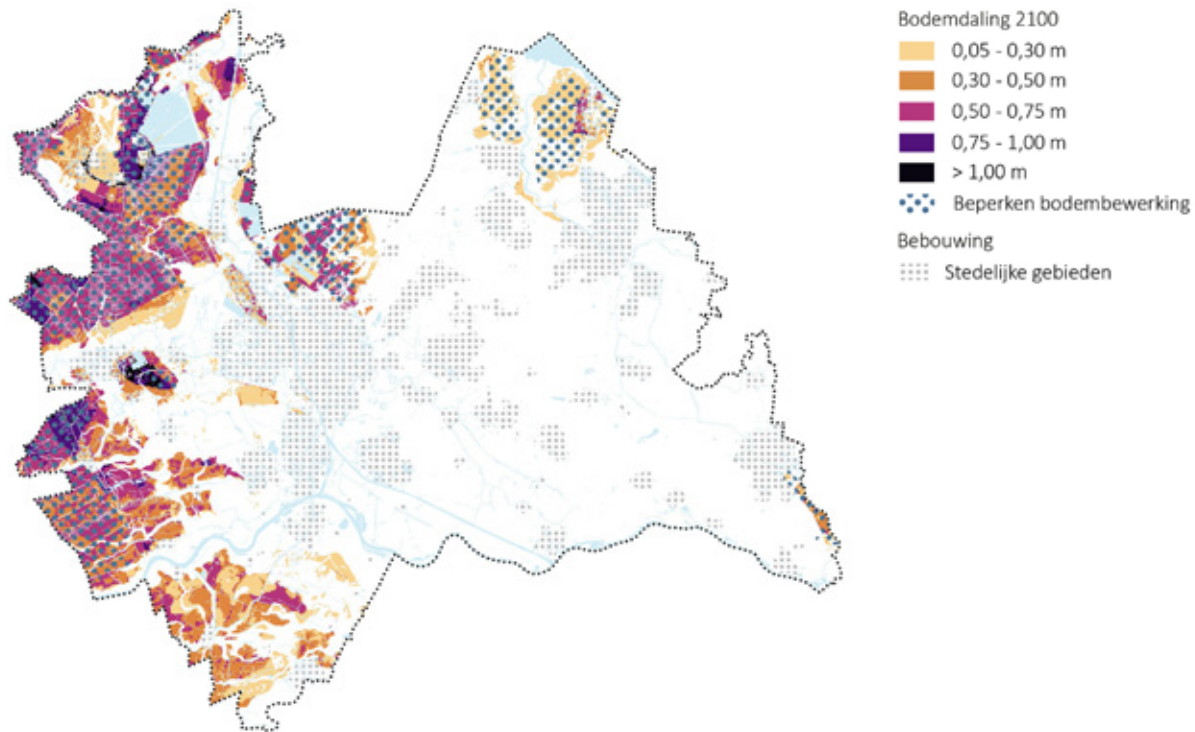 Bodemdaling 2100
0,05 - 0,30 m
0,30 - 0,50 m
0,50 - 0,75 m
0,75 - 1,00 m
> 1,00 m
Beperken bodembewerking
Bebouwing
Stedelijke gebieden